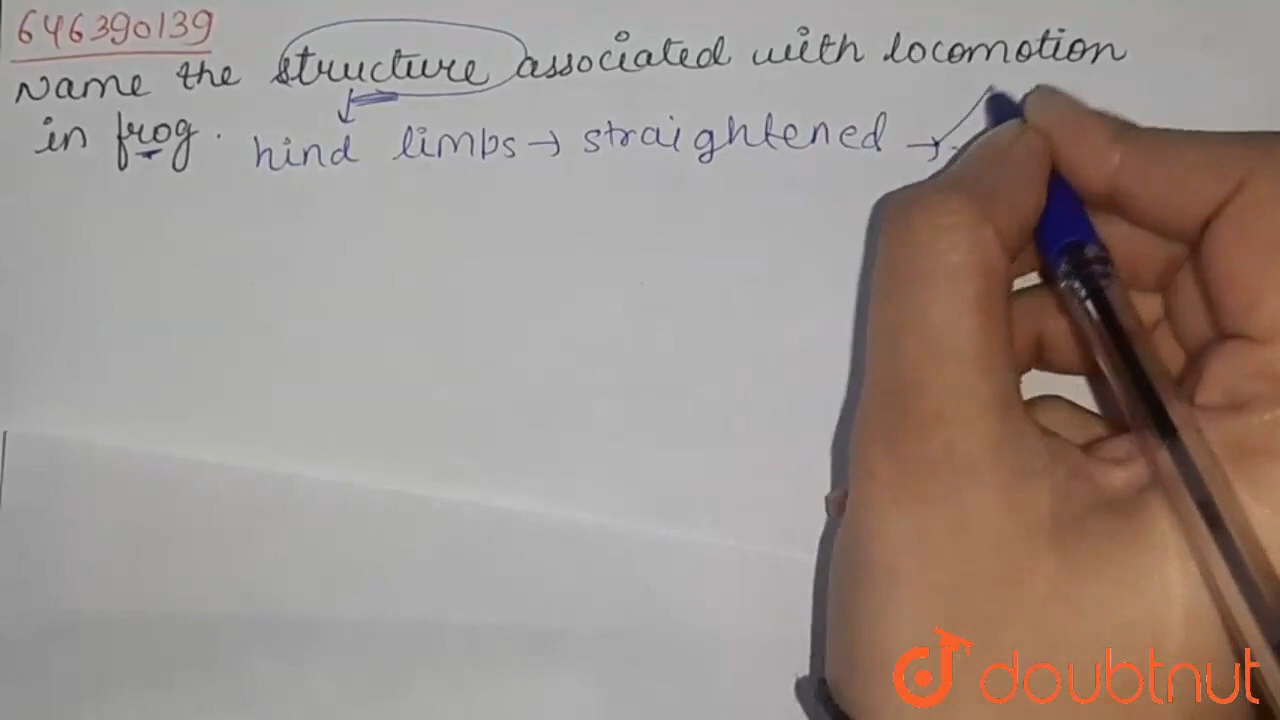 646390139
Name the structure associated with locomotion
in frog. hind limbs → straightened →
doubtnut